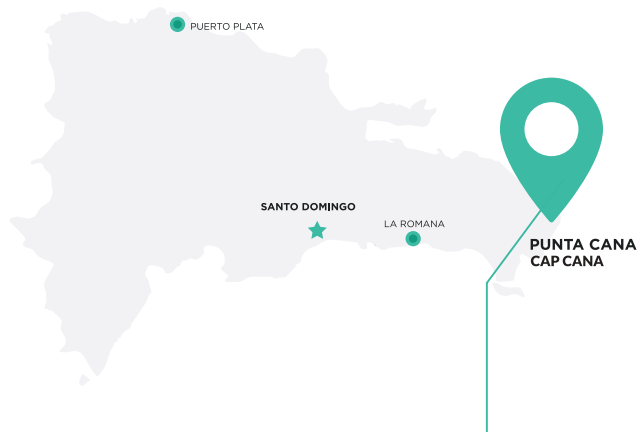 PUERTO PLATA
SANTO DOMINGO
LA ROMANA
PUNTA CANA
CAP CANA